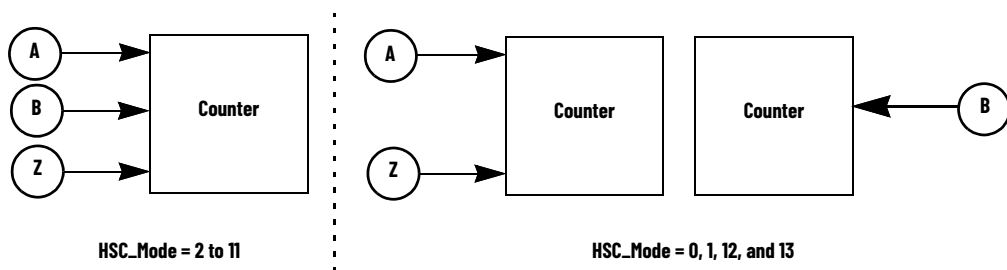 A
B
Z
Counter
HSC_Mode = 2 to 11
A
Z
Counter
Counter
B
HSC_Mode = 0, 1, 12, and 13